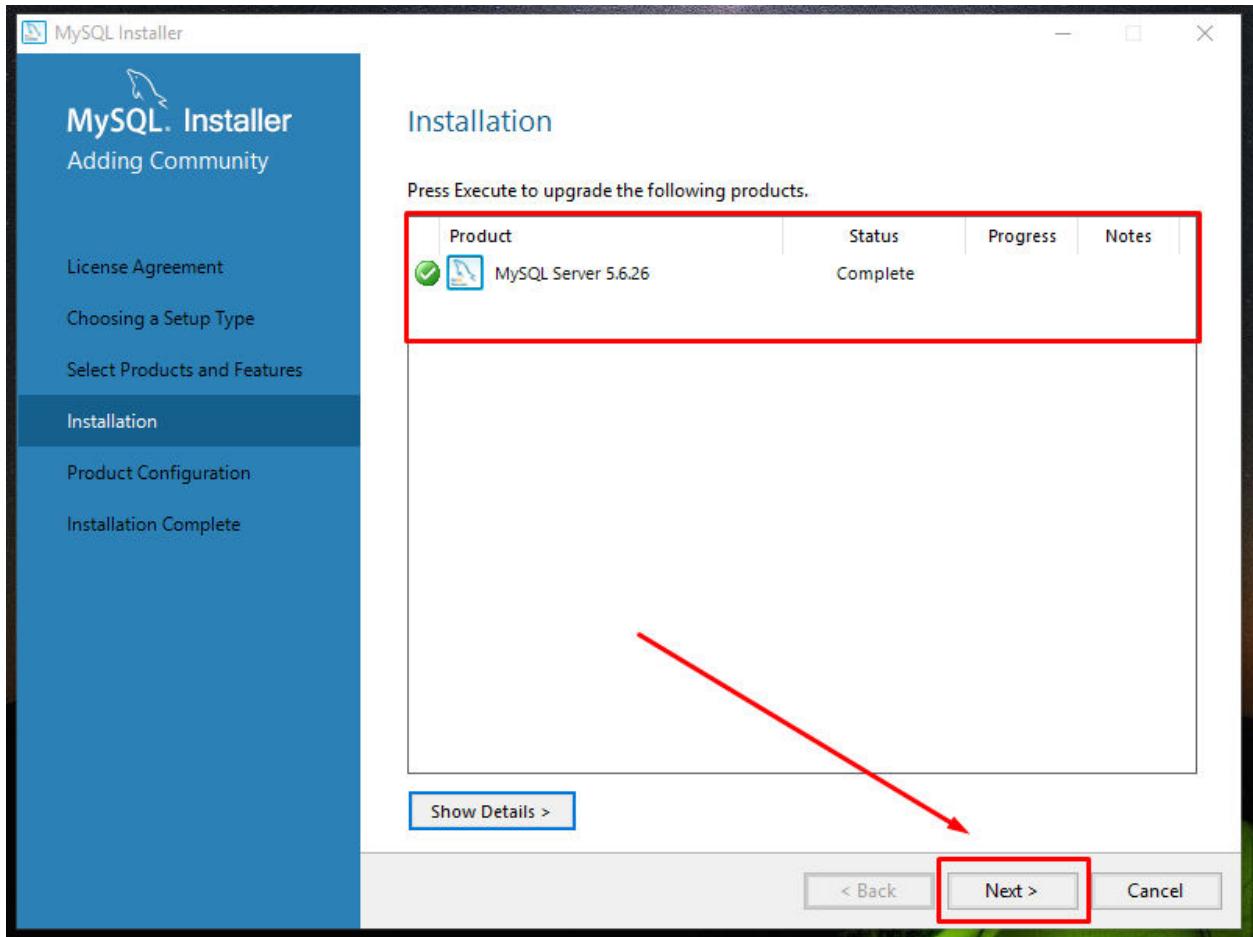 MySQL Installer
MySQL. Installer
Adding Community
License Agreement
Choosing a Setup Type
Select Products and Features
Installation
Product Configuration
Installation Complete
Installation
Press Execute to upgrade the following products.
Product Status Progress Notes
MySQL Server 5.6.26 Complete
Show Details >
< Back Next > Cancel